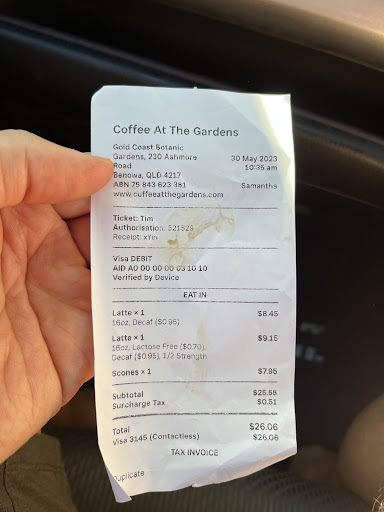 Coffee At The Gardens
Gold Coast Botanic
Gardens, 230 Ashmore
Road
Benowa, QLD 4217
ABN 75 843 623 381
www.coffeeatthegardens.com
30 May 2023
10:35 am
Samantha
Ticket: Tim
Authorisation: 521529
Receipt: xYin
Visa DEBIT
AID A0 00 00 00 03 10 10
Verified by Device
EAT IN
Latte × 1 $8.45
16oz, Decaf ($0.95)
Latte × 1 $9.15
16oz, Lactose Free ($0.70),
Decaf ($0.95), 1/2 Strength
Scones × 1 $7.95
Subtotal $25.55
Surcharge Tax $0.51
Total $26.06
Visa 3145 (Contactless) $26.06
TAX INVOICE
Duplicate